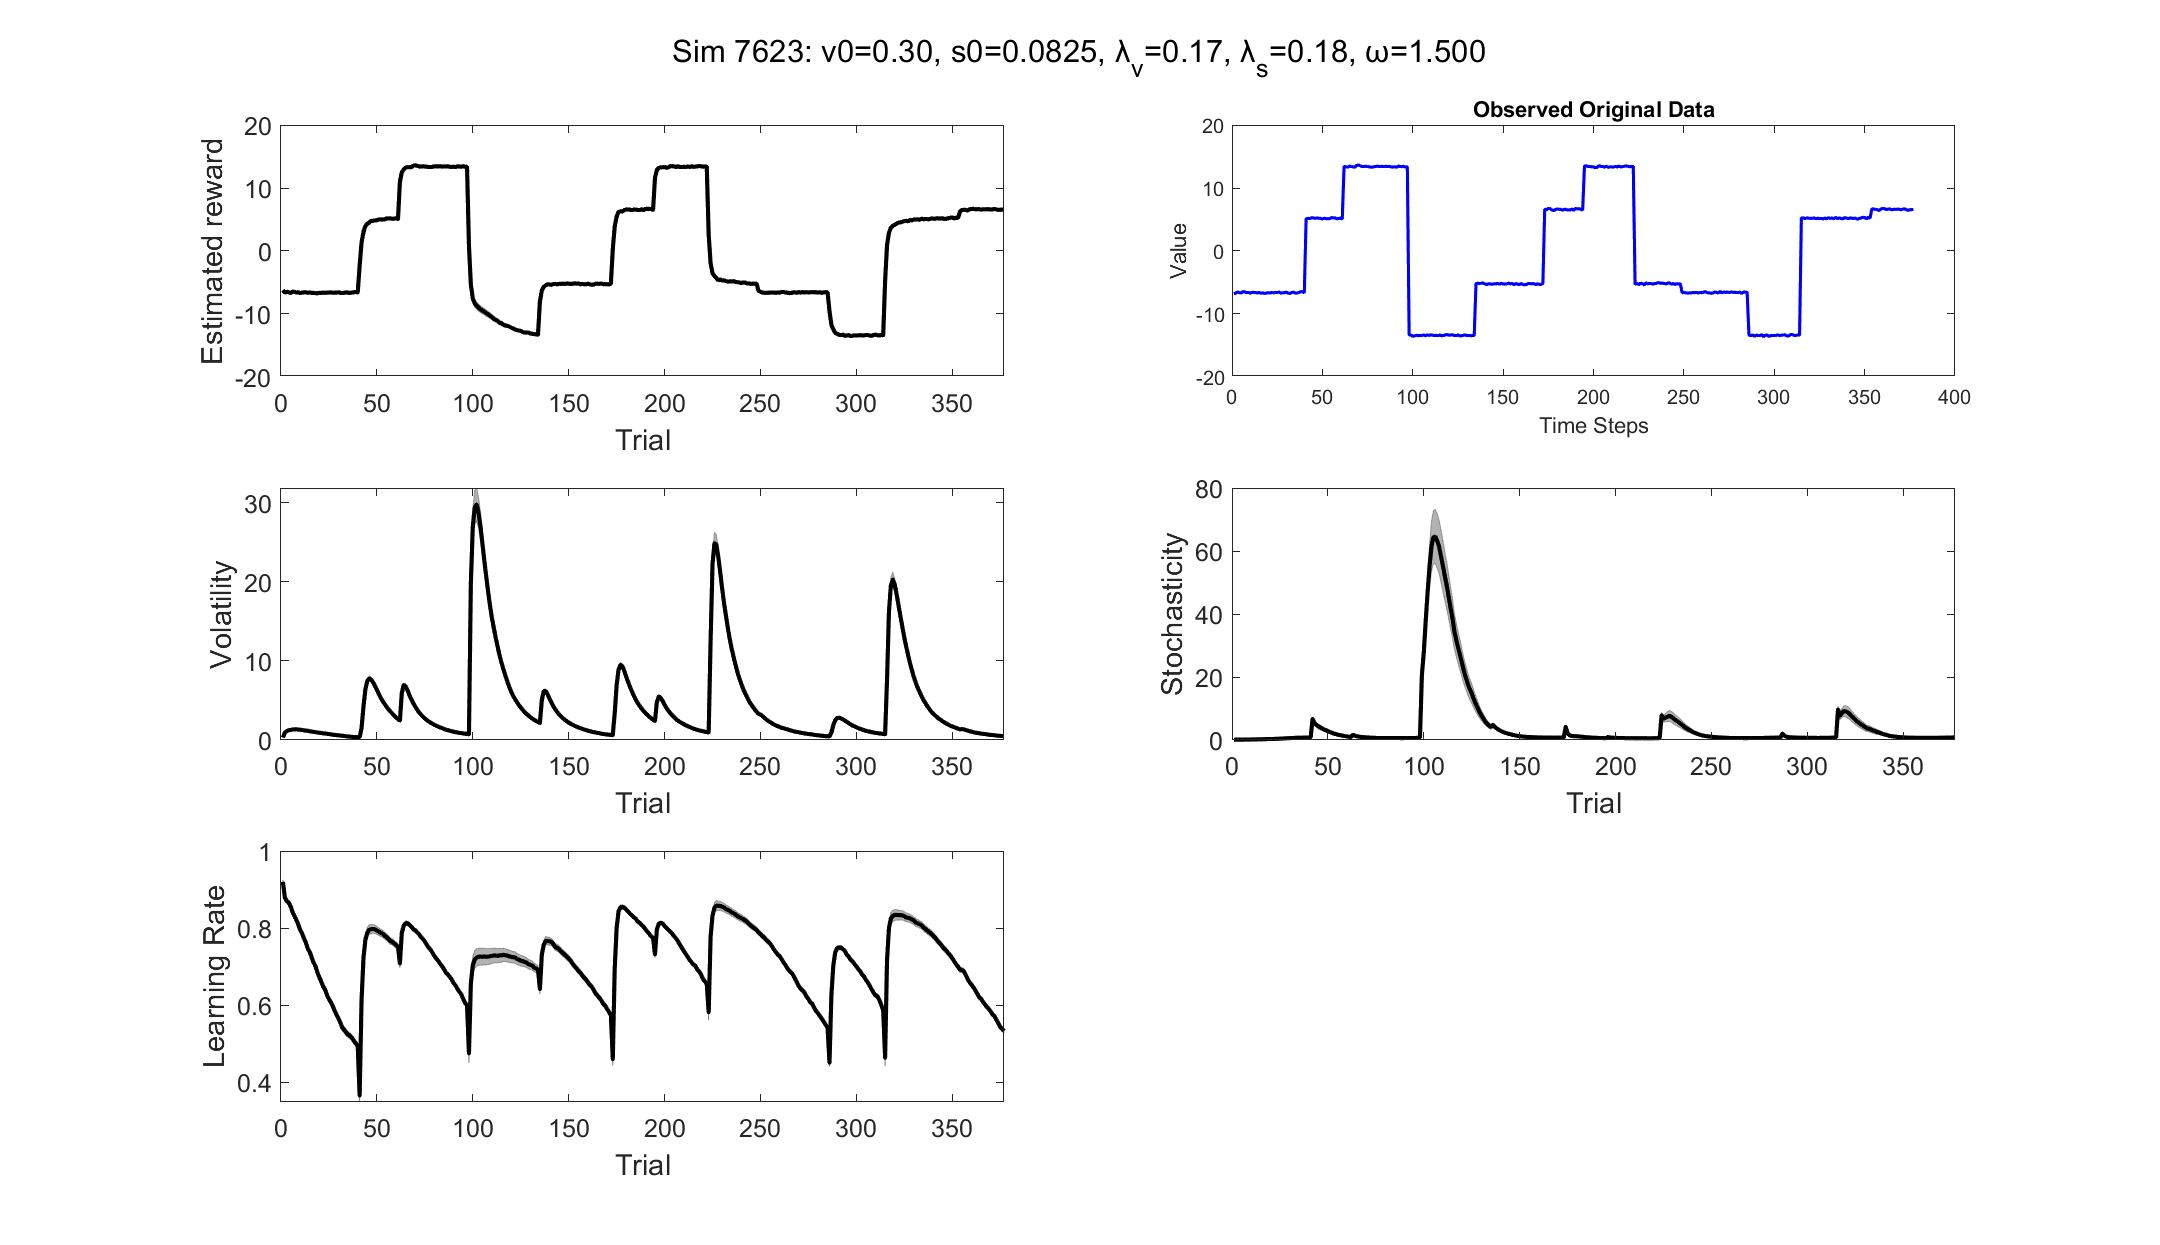 Sim 7623: v0=0.30, s0=0.0825, λv=0.17, λs=0.18, ω=1.500
Estimated reward
20
10
0
-10
-20
0 50 100 150 200 250 300 350
Trial
Observed Original Data
Value
20
10
0
-10
-20
0 50 100 150 200 250 300 350 400
Time Steps
Volatility
30
20
10
0
0 50 100 150 200 250 300 350
Trial
Stochasticity
80
60
40
20
0
0 50 100 150 200 250 300 350
Trial
Learning Rate
1
0.8
0.6
0.4
0 50 100 150 200 250 300 350
Trial